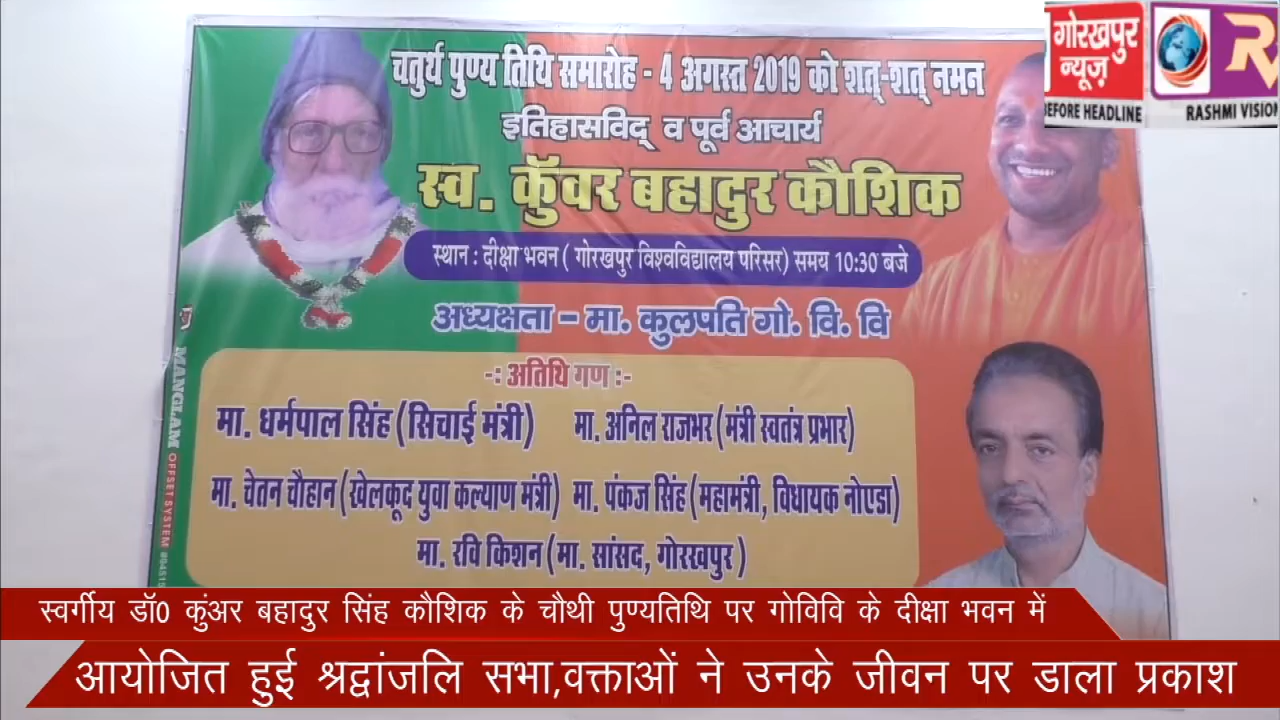 गोरखपुर
न्यूज़
BEFORE HEADLINE
R
RASHMI VISION
चतुर्थ पुण्य तिथि समारोह - 4 अगस्त 2019 को शत्-शत् नमन
इतिहासविद् व पूर्व आचार्य
स्व. कुॅवर बहादुर कौशिक
स्थान : दीक्षा भवन ( गोरखपुर विश्वविद्यालय परिसर) समय 10:30 बजे
अध्यक्षता – मा. कुलपति गो. वि. वि
-: अतिथि गण :-
मा. धर्मपाल सिंह (सिचाई मंत्री) मा. अनिल राजभर (मंत्री स्वतंत्र प्रभार)
मा. चेतन चौहान (खेलकूद युवा कल्याण मंत्री) मा. पंकज सिंह (महामंत्री, विधायक नोएडा)
मा. रवि किशन (मा. सांसद, गोरखपुर )
MANGLAM OFFSET SYSTEM
स्वर्गीय डॉ0 कुंअर बहादुर सिंह कौशिक के चौथी पुण्यतिथि पर गोविवि के दीक्षा भवन में
आयोजित हुई श्रद्वांजलि सभा,वक्ताओं ने उनके जीवन पर डाला प्रकाश